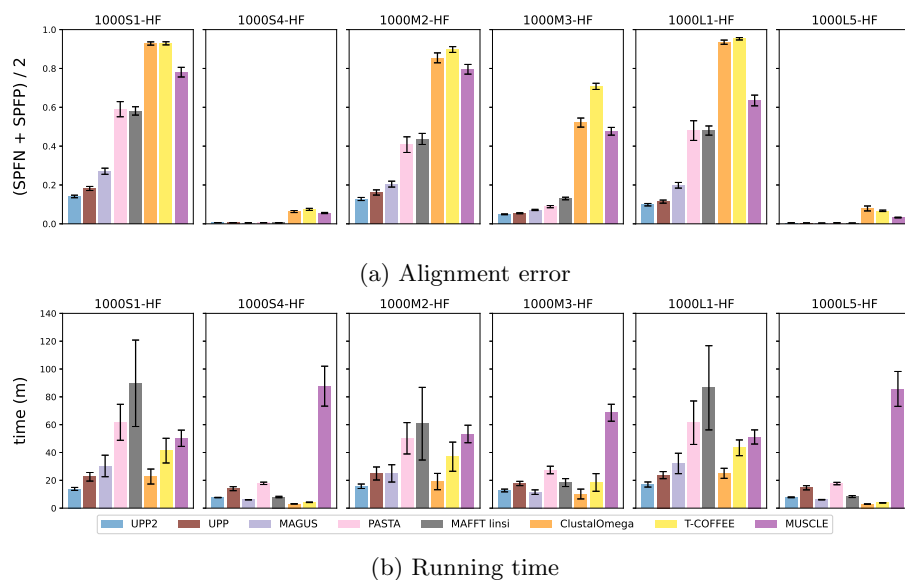 1000S1-HF 1000S4-HF 1000M2-HF 1000M3-HF 1000L1-HF 1000L5-HF
1.0
0.8
0.6
0.4
0.2
0.0
(SPFN + SPFP) / 2
(a) Alignment error
1000S1-HF 1000S4-HF 1000M2-HF 1000M3-HF 1000L1-HF 1000L5-HF
140
120
100
80
60
40
20
0
time (m)
UPP2 UPP MAGUS PASTA MAFFT linsi ClustalOmega T-COFFEE MUSCLE
(b) Running time